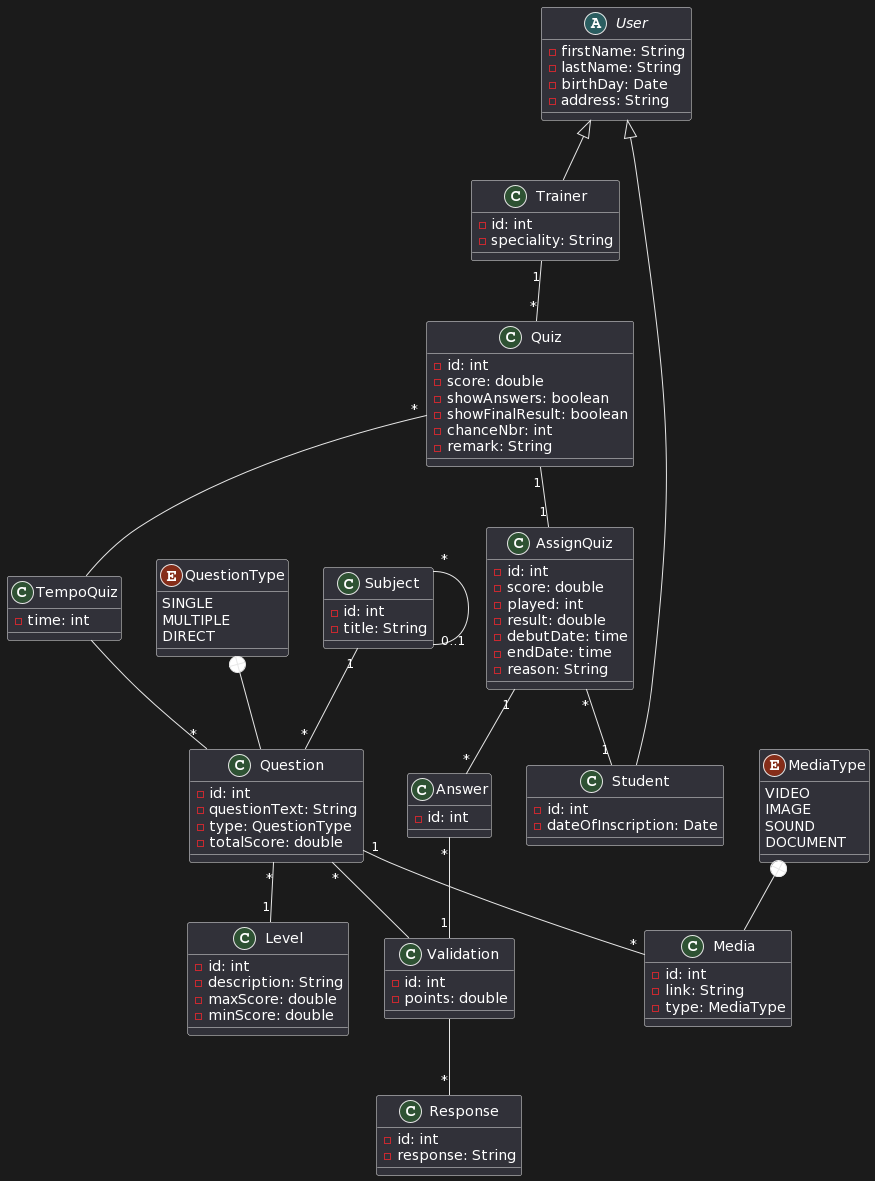 A User
firstName: String
lastName: String
birthDay: Date
address: String
C Trainer
id: int
speciality: String
1
*
C Quiz
id: int
score: double
showAnswers: boolean
showFinalResult: boolean
chanceNbr: int
remark: String
*
1
1
C AssignQuiz
id: int
score: double
played: int
result: double
debutDate: time
endDate: time
reason: String
C TempoQuiz
time: int
E QuestionType
SINGLE
MULTIPLE
DIRECT
C Subject
id: int
title: String
*
0..1
1
*
*
1
*
*
1
C Question
id: int
questionText: String
type: QuestionType
totalScore: double
C Answer
id: int
C Student
id: int
dateOfInscription: Date
E MediaType
VIDEO
IMAGE
SOUND
DOCUMENT
*
1
*
1
*
*
1
C Level
id: int
description: String
maxScore: double
minScore: double
C Validation
id: int
points: double
C Media
id: int
link: String
type: MediaType
*
C Response
id: int
response: String